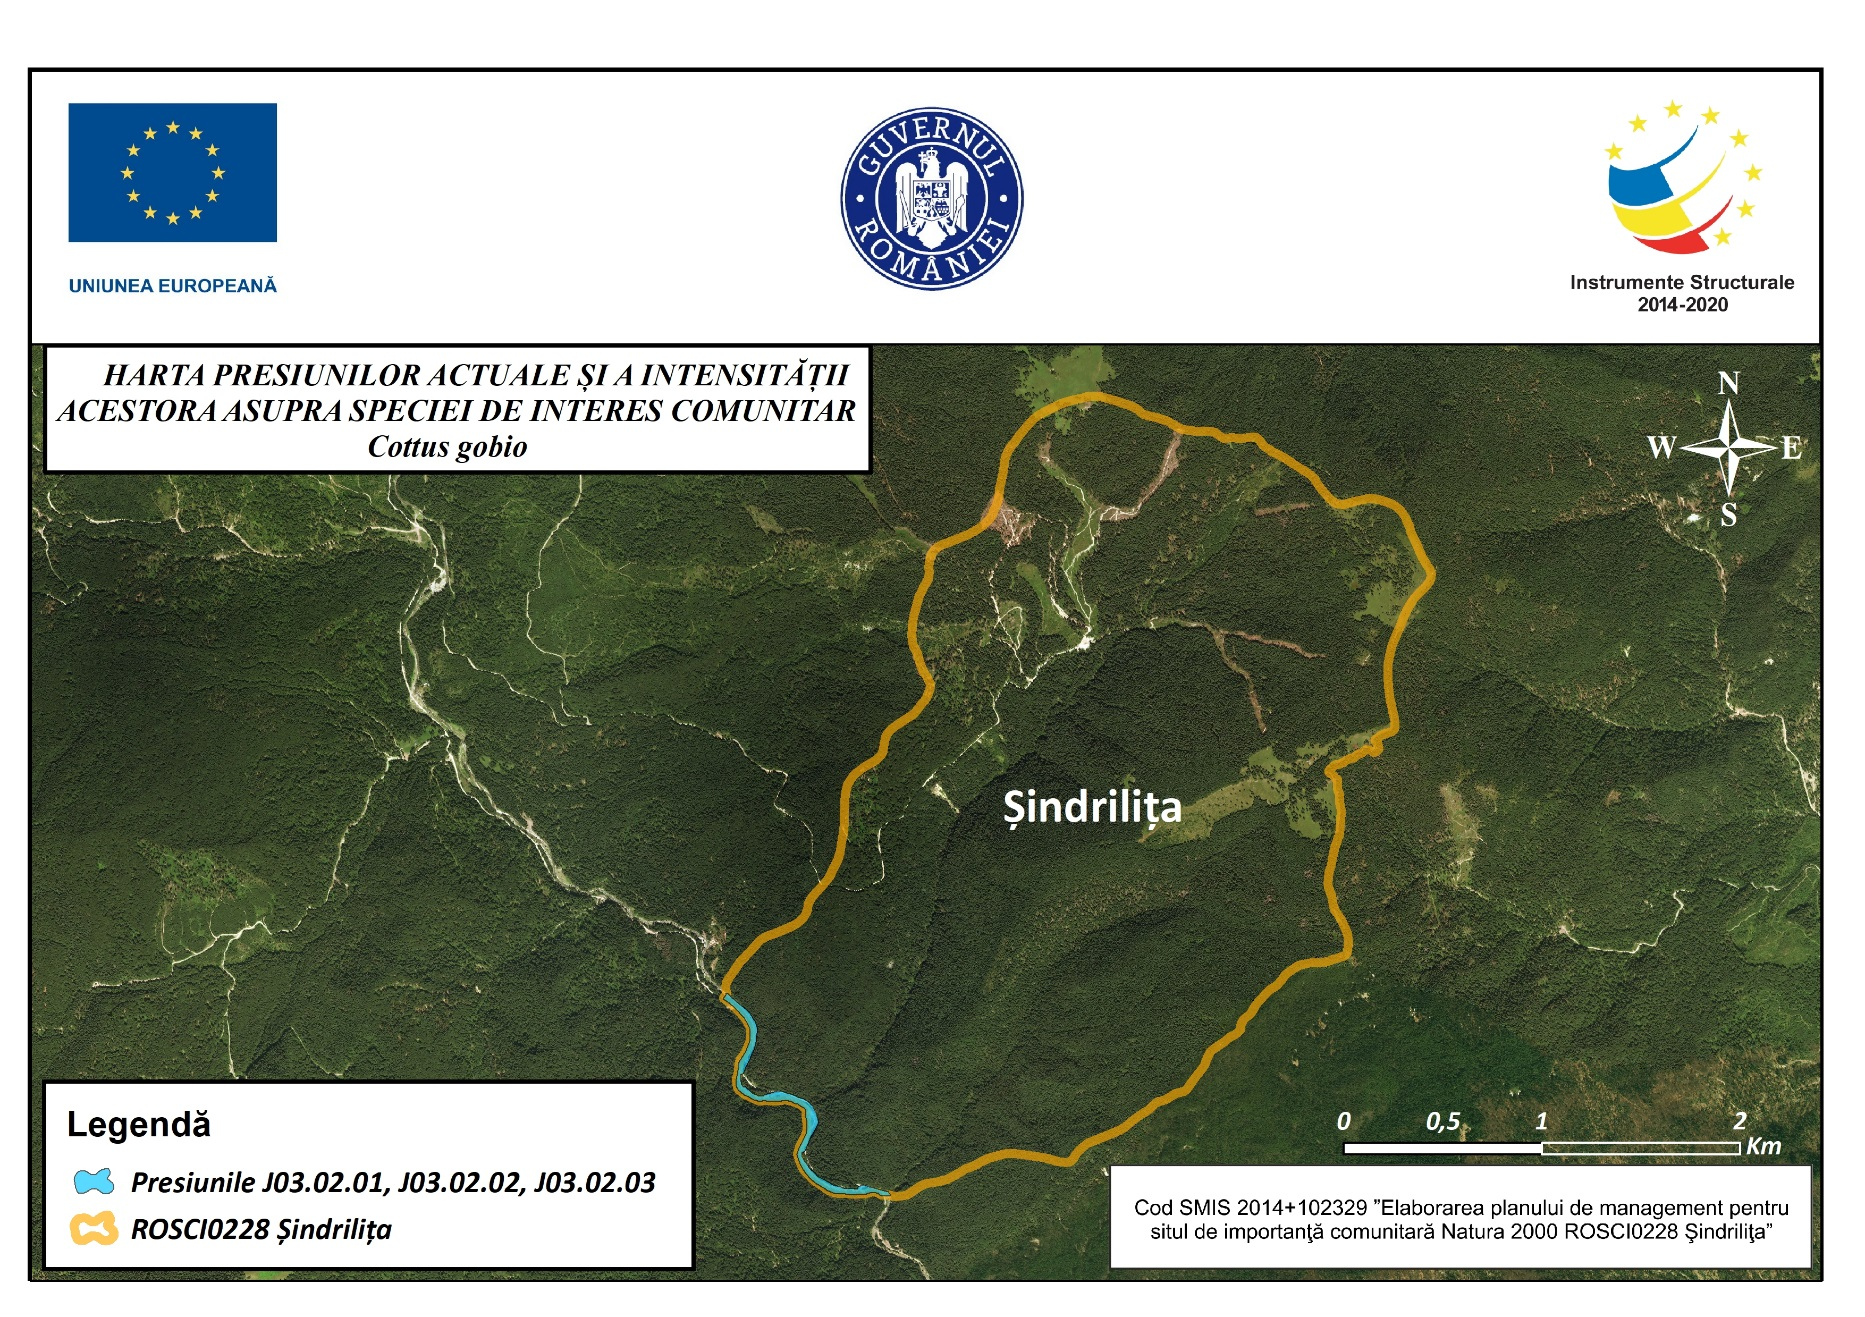 UNIUNEA EUROPEANĂ
GUVERNUL ROMÂNIEI
Instrumente Structurale
2014-2020
HARTA PRESIUNILOR ACTUALE ȘI A INTENSITĂȚII
ACESTORA ASUPRA SPECIEI DE INTERES COMUNITAR
Cottus gobio
N
W E
S
Șindrilița
Legendă
Presiunile J03.02.01, J03.02.02, J03.02.03
ROSCI0228 Șindrilița
0 0,5 1 2
Km
Cod SMIS 2014+102329 ”Elaborarea planului de management pentru
situl de importanţă comunitară Natura 2000 ROSCI0228 Şindriliţa”